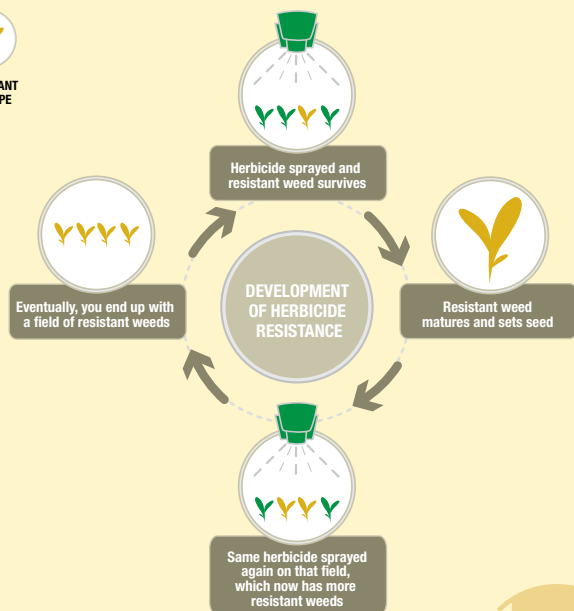 ANT
PE
Herbicide sprayed and
resistant weed survives
DEVELOPMENT
OF HERBICIDE
RESISTANCE
Resistant weed
matures and sets seed
Eventually, you end up with
a field of resistant weeds
Same herbicide sprayed
again on that field,
which now has more
resistant weeds